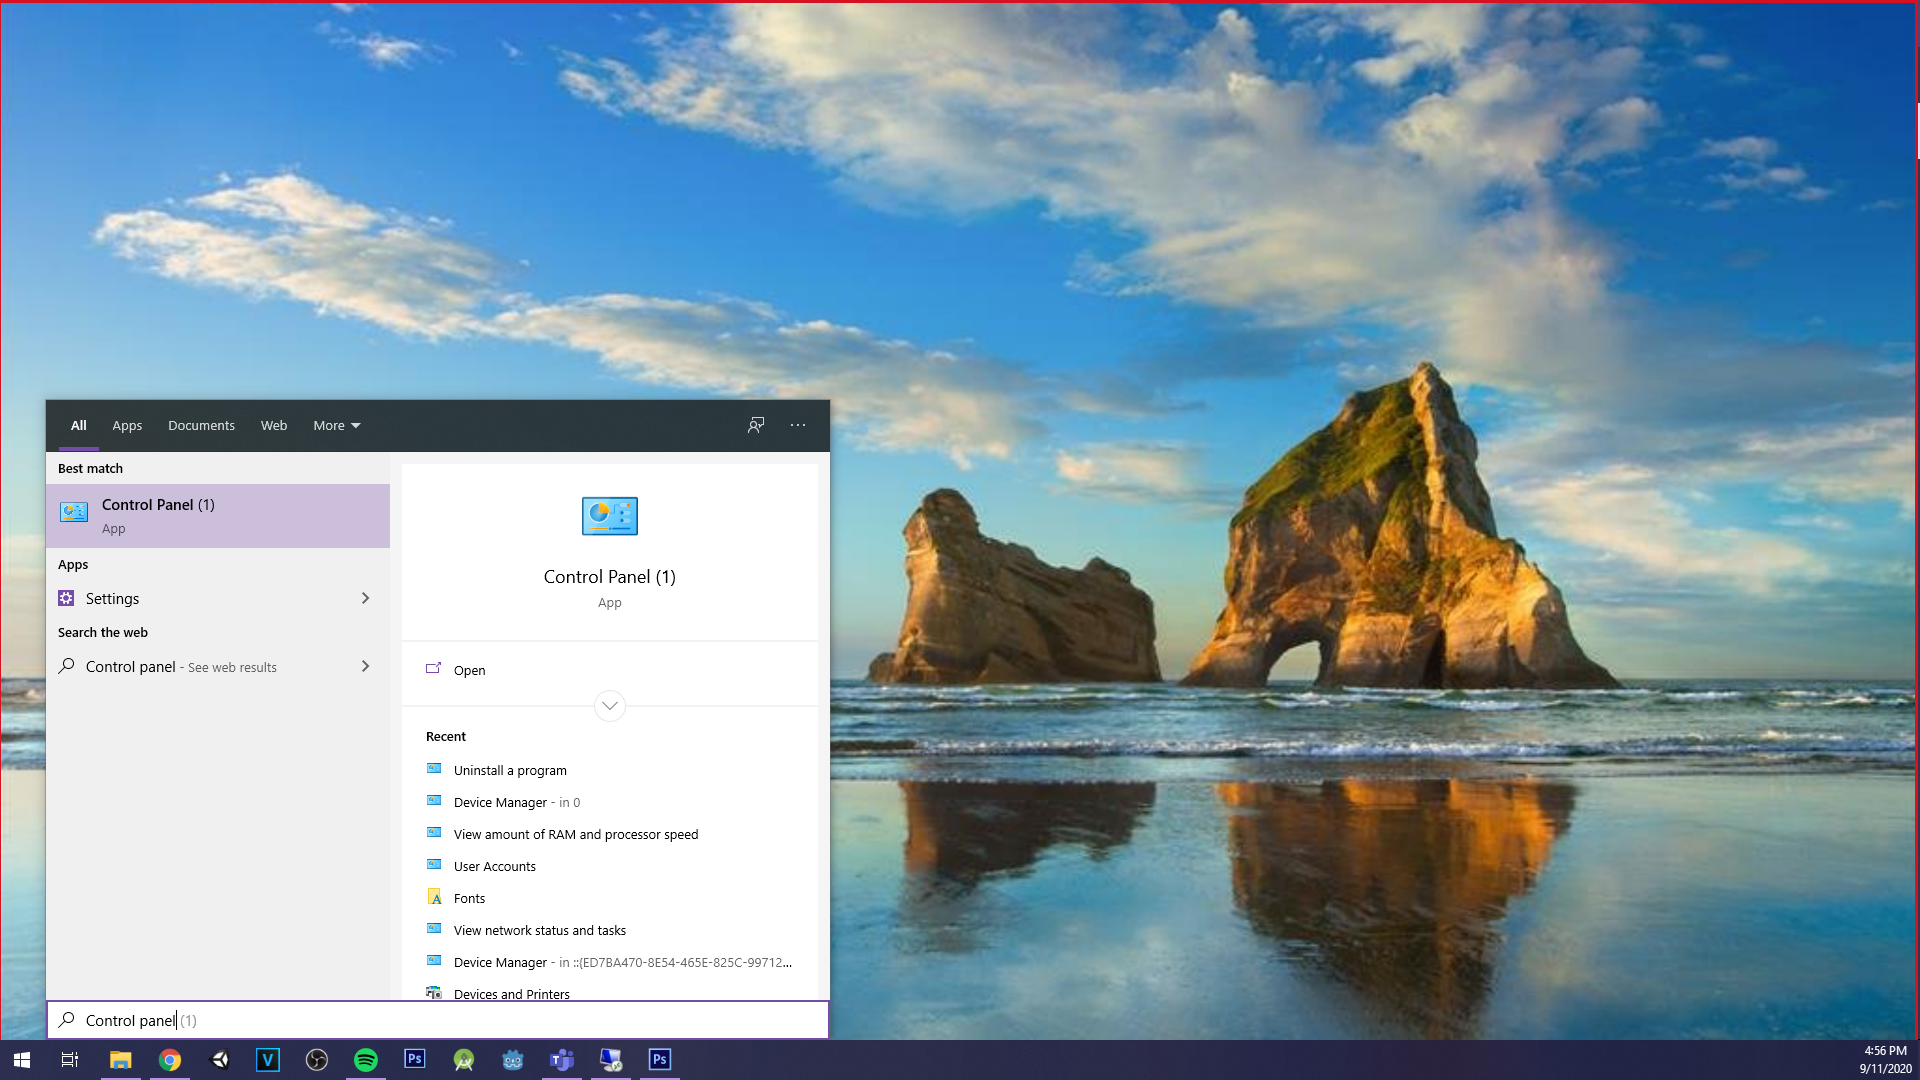 All Apps Documents Web More ...
Best match
Control Panel (1)
App
Apps
Settings
Search the web
Control panel - See web results
Control Panel (1)
App
Open
Recent
Uninstall a program
Device Manager - in 0
View amount of RAM and processor speed
User Accounts
Fonts
View network status and tasks
Device Manager - in ::{ED7BA470-8E54-465E-825C-99712...
Devices and Printers
Control panel (1)
V Ps T Ps
4:56 PM
9/11/2020